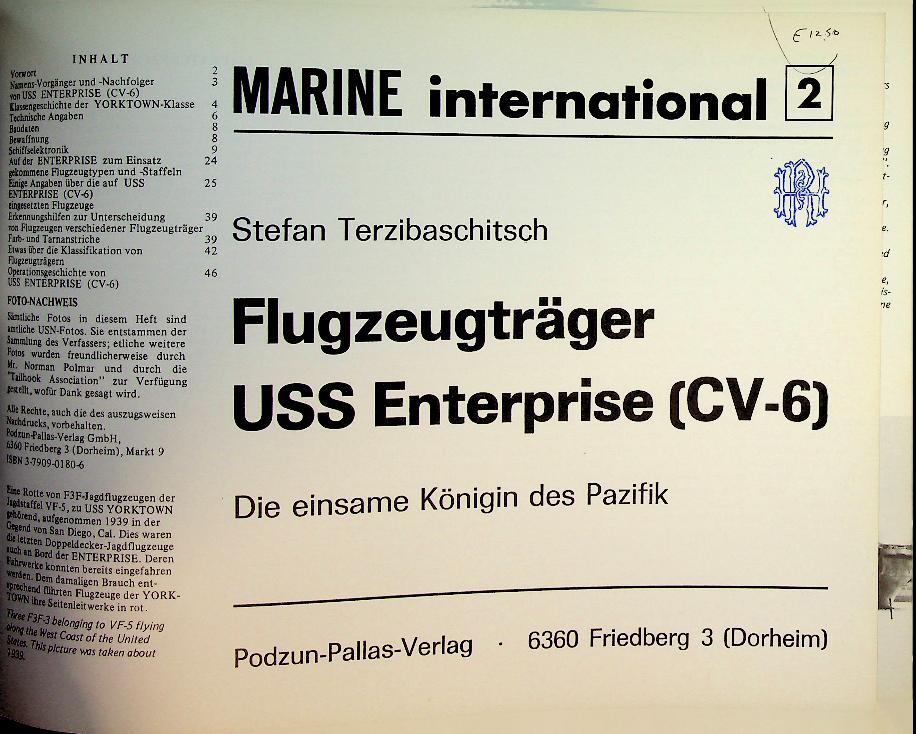 INHALT
Vorwort 2
Namens-Vorgänger und -Nachfolger 3
von USS ENTERPRISE (CV-6)
Klassengeschichte der YORKTOWN-Klasse 4
Technische Angaben 6
Baudaten 8
Bewaffnung 8
Schiffselektronik 9
Auf der ENTERPRISE zum Einsatz 24
gekommene Flugzeugtypen und -Staffeln
Einige Angaben über die auf USS 25
ENTERPRISE (CV-6)
eingesetzten Flugzeuge
Erkennungshilfen zur Unterscheidung 39
von Flugzeugen verschiedener Flugzeugträger
Farb- und Tarnanstriche 39
Etwas über die Klassifikation von 42
Flugzeugträgern
Operationsgeschichte von 46
USS ENTERPRISE (CV-6)
FOTO-NACHWEIS
Sämtliche Fotos in diesem Heft sind
amtliche USN-Fotos. Sie entstammen der
Sammlung des Verfassers; etliche weitere
Fotos wurden freundlicherweise durch
Mr. Norman Polmar und durch die
"Tailhook Association" zur Verfügung
gestellt, wofür Dank gesagt wird.
Alle Rechte, auch die des auszugsweisen
Nachdrucks, vorbehalten.
Podzun-Pallas-Verlag GmbH,
6360 Friedberg 3 (Dorheim), Markt 9
ISBN 3-7909-0180-6
Eine Rotte von F3F-Jagdflugzeugen der
Jagdstaffel VF-5, zu USS YORKTOWN
gehörend, aufgenommen 1939 in der
Gegend von San Diego, Cal. Dies waren
die letzten Doppeldecker-Jagdflugzeuge
auch an Bord der ENTERPRISE. Deren
Fahrwerke konnten bereits eingefahren
werden. Dem damaligen Brauch ent-
sprechend führten Flugzeuge der YORK-
TOWN ihre Seitenleitwerke in rot.
Three F3F-3 belonging to VF-5 flying
along the West Coast of the United
States. This picture was taken about
1939.
£12.50
MARINE international 2
Stefan Terzibaschitsch
Flugzeugträger
USS Enterprise (CV-6)
Die einsame Königin des Pazifik
Podzun-Pallas-Verlag · 6360 Friedberg 3 (Dorheim)